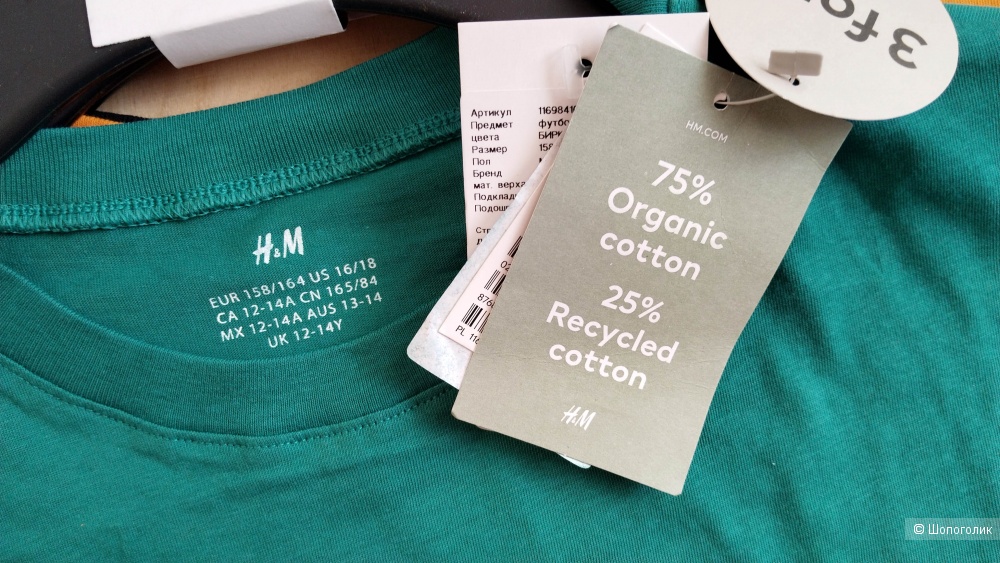 H&M
EUR 158/164 US 16/18
CA 12-14A CN 165/84
MX 12-14A AUS 13-14
UK 12-14Y
Артикул
Предмет
цвета
Размер 158
Пол
Бренд
мат. верха
HM.COM
75%
Organic
cotton
25%
Recycled
cotton
H&M
3 for
© Шопоголик